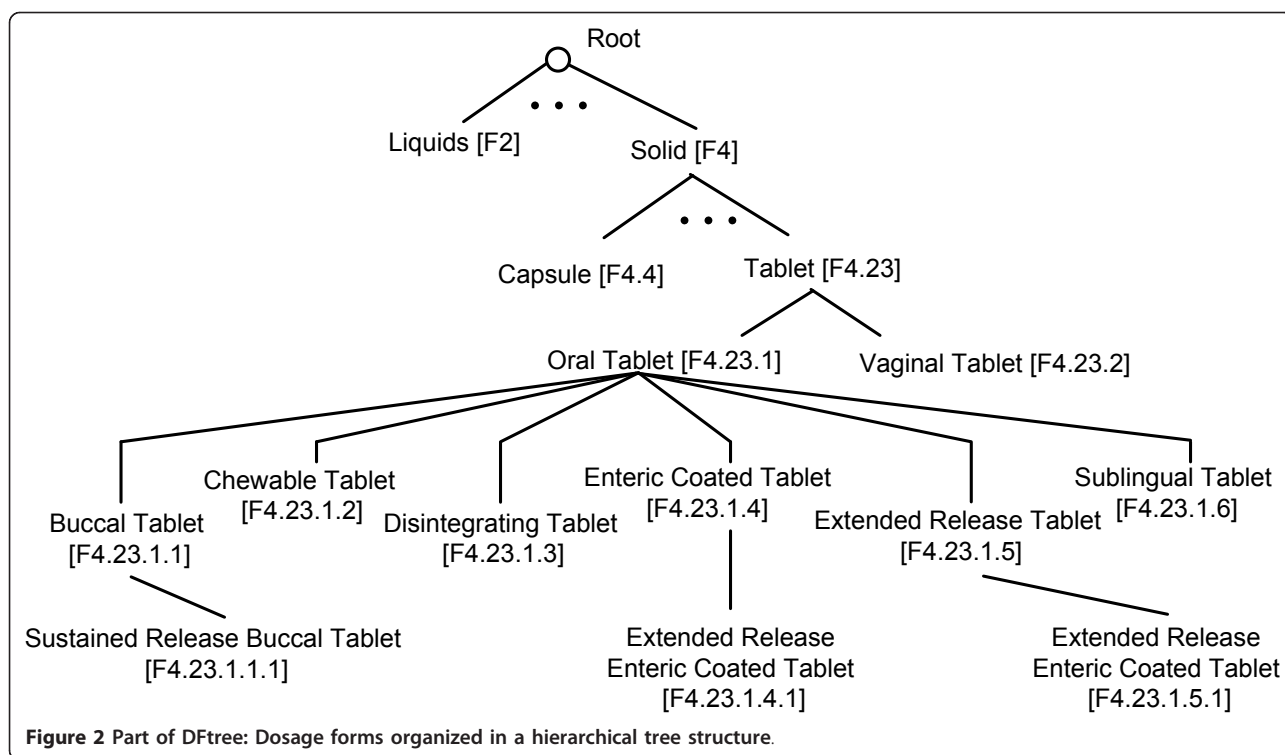 Root
Liquids [F2]
Solid [F4]
Capsule [F4.4]
Tablet [F4.23]
Oral Tablet [F4.23.1]
Vaginal Tablet [F4.23.2]
Buccal Tablet
[F4.23.1.1]
Chewable Tablet
[F4.23.1.2]
Disintegrating Tablet
[F4.23.1.3]
Enteric Coated Tablet
[F4.23.1.4]
Extended Release Tablet
[F4.23.1.5]
Sublingual Tablet
[F4.23.1.6]
Sustained Release Buccal Tablet
[F4.23.1.1.1]
Extended Release
Enteric Coated Tablet
[F4.23.1.4.1]
Extended Release
Enteric Coated Tablet
[F4.23.1.5.1]
Figure 2 Part of DFtree: Dosage forms organized in a hierarchical tree structure.